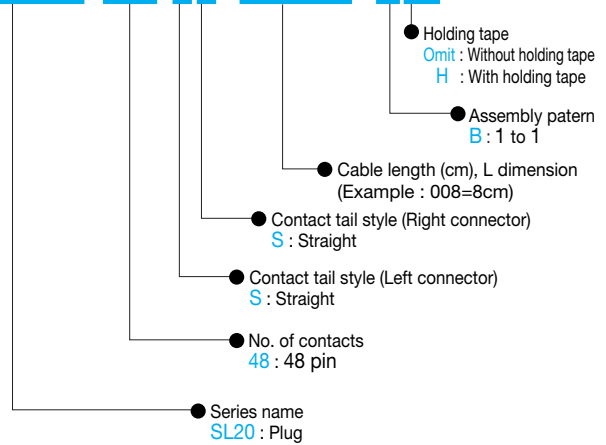 Holding tape
Omit : Without holding tape
H : With holding tape
Assembly patern
B : 1 to 1
Cable length (cm), L dimension
(Example : 008=8cm)
Contact tail style (Right connector)
S : Straight
Contact tail style (Left connector)
S : Straight
No. of contacts
48 : 48 pin
Series name
SL20 : Plug